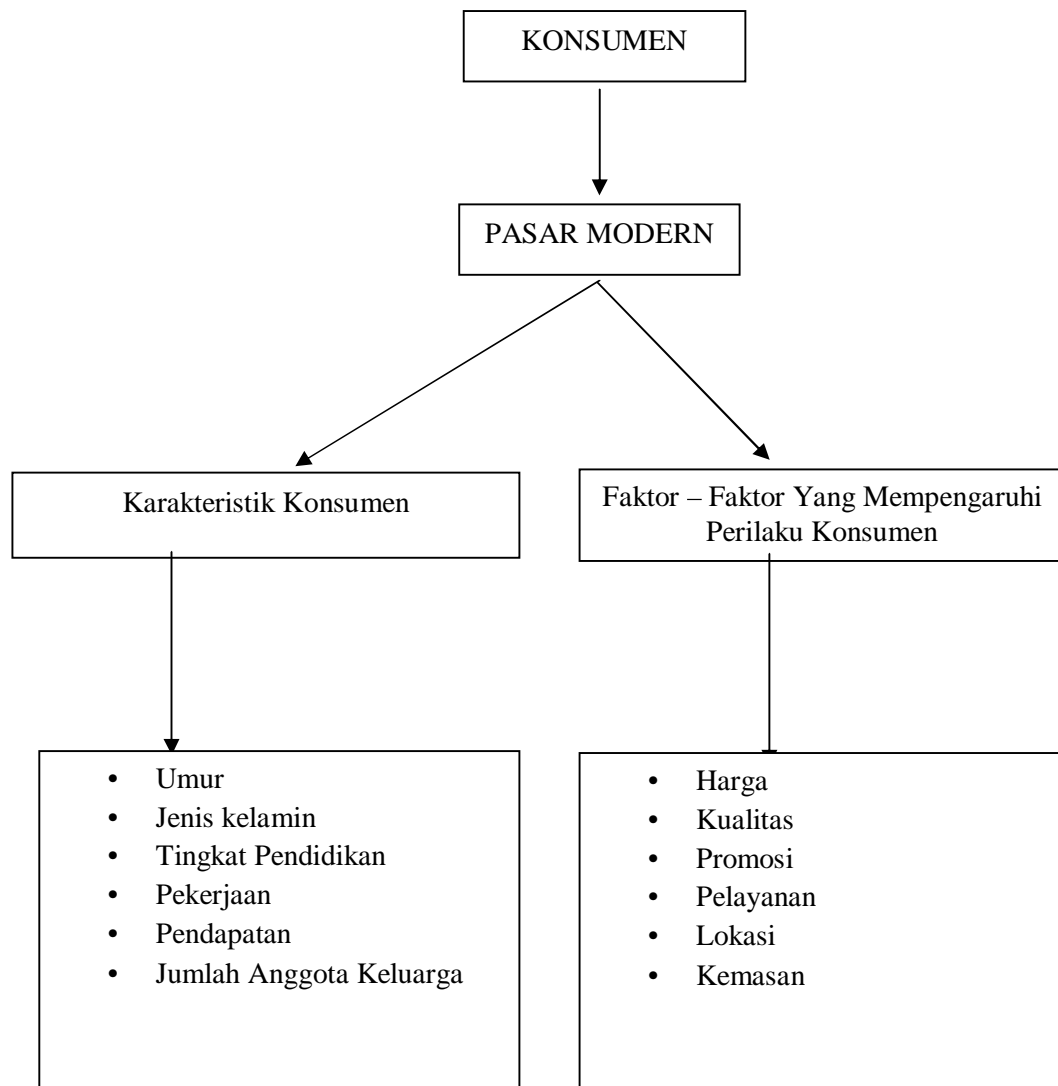 KONSUMEN
PASAR MODERN
Karakteristik Konsumen
Faktor – Faktor Yang Mempengaruhi
Perilaku Konsumen
• Umur
• Jenis kelamin
• Tingkat Pendidikan
• Pekerjaan
• Pendapatan
• Jumlah Anggota Keluarga
• Harga
• Kualitas
• Promosi
• Pelayanan
• Lokasi
• Kemasan